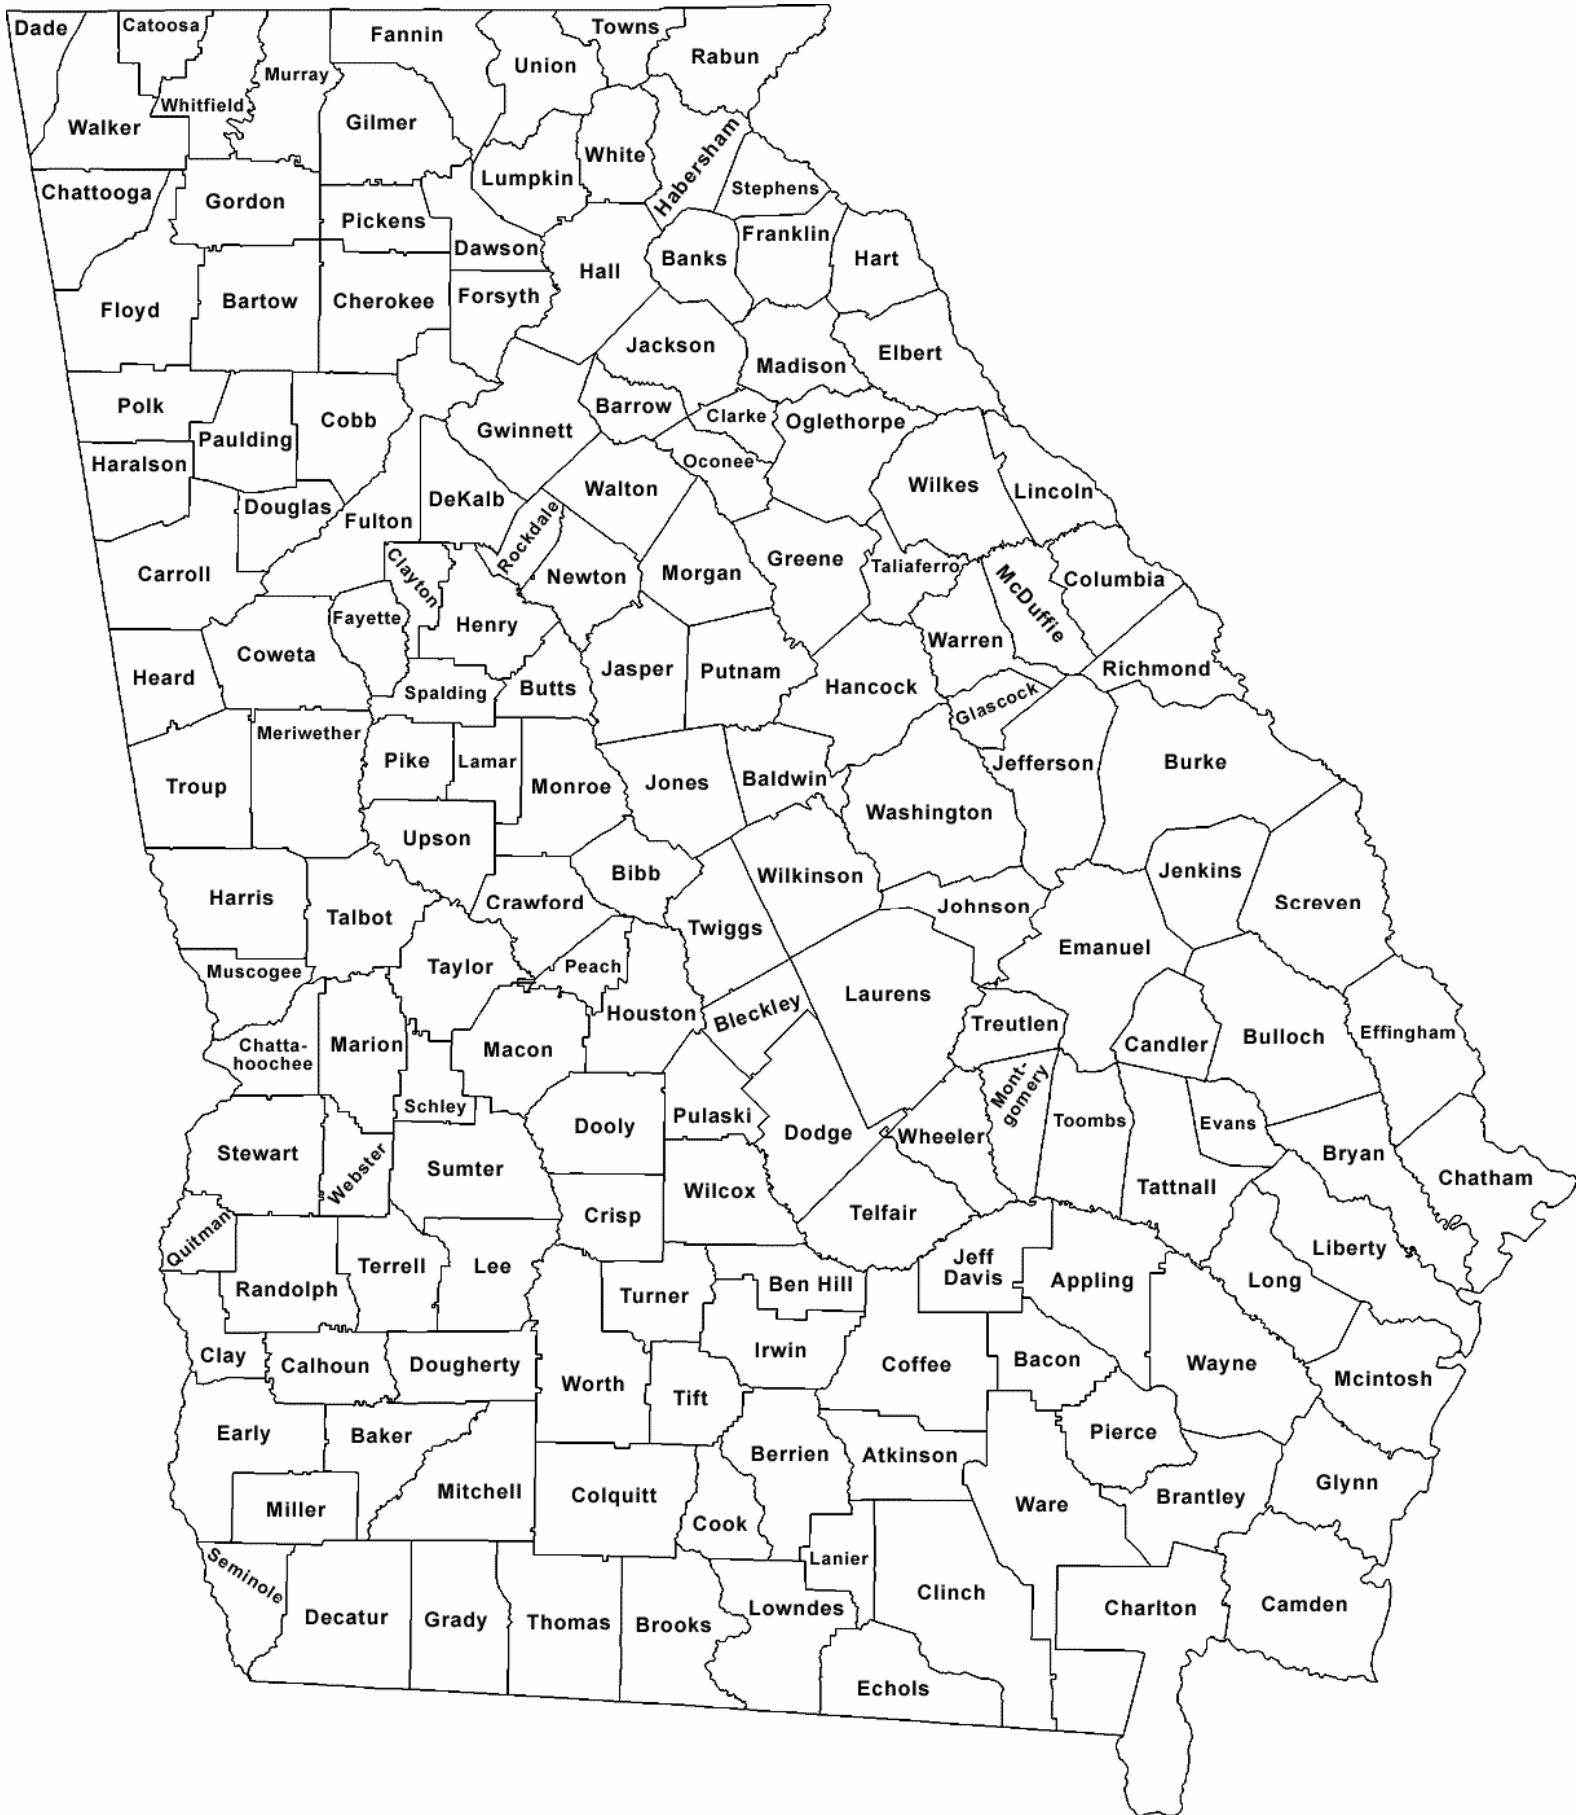 Dade
Catoosa
Fannin
Towns
Rabun
Union
Murray
Whitfield
Walker
Gilmer
White
Habersham
Lumpkin
Stephens
Chattooga
Gordon
Pickens
Dawson
Franklin
Hall
Banks
Hart
Floyd
Bartow
Cherokee
Forsyth
Jackson
Madison
Elbert
Polk
Paulding
Cobb
Gwinnett
Barrow
Clarke
Oglethorpe
Haralson
Oconee
Douglas
Fulton
DeKalb
Walton
Wilkes
Lincoln
Rockdale
Carroll
Clayton
Newton
Morgan
Greene
Taliaferro
McDuffie
Columbia
Fayette
Henry
Coweta
Warren
Heard
Spalding
Butts
Jasper
Putnam
Hancock
Richmond
Glascock
Meriwether
Troup
Pike
Lamar
Monroe
Jones
Baldwin
Jefferson
Burke
Washington
Upson
Bibb
Wilkinson
Jenkins
Harris
Talbot
Crawford
Johnson
Screven
Twiggs
Emanuel
Muscogee
Taylor
Peach
Houston
Bleckley
Laurens
Treutlen
Candler
Bulloch
Effingham
Chatta-
hoochee
Marion
Macon
Schley
Mont-
gomery
Pulaski
Dooly
Dodge
Wheeler
Toombs
Evans
Stewart
Webster
Sumter
Wilcox
Tattnall
Bryan
Chatham
Quitman
Crisp
Telfair
Terrell
Lee
Jeff
Davis
Appling
Long
Liberty
Randolph
Turner
Ben Hill
Clay
Calhoun
Dougherty
Irwin
Coffee
Bacon
Wayne
Mcintosh
Worth
Tift
Early
Baker
Berrien
Atkinson
Pierce
Mitchell
Colquitt
Miller
Cook
Ware
Brantley
Glynn
Seminole
Lanier
Clinch
Decatur
Grady
Thomas
Brooks
Lowndes
Charlton
Camden
Echols